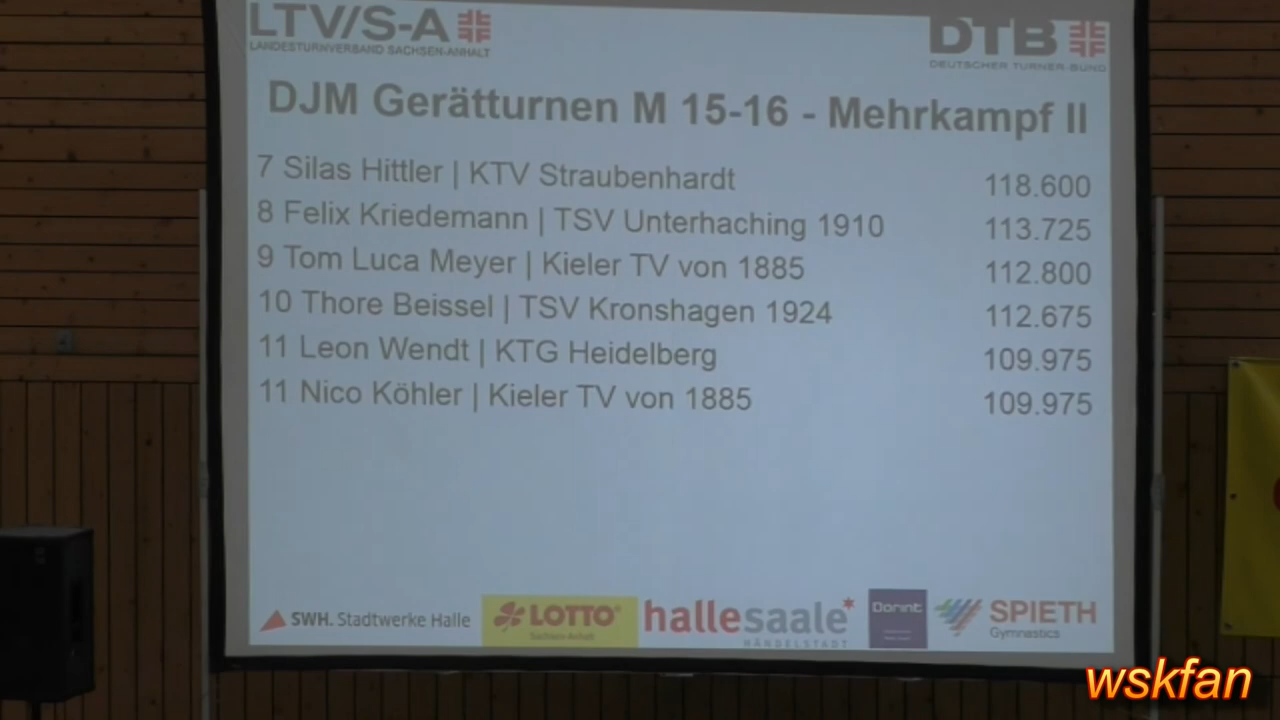 LTV/S-A
LANDESTURNVERBAND SACHSEN-ANHALT
DTB
DEUTSCHER TURNER-BUND
DJM Gerätturnen M 15-16 - Mehrkampf II
7 Silas Hittler | KTV Straubenhardt 118.600
8 Felix Kriedemann | TSV Unterhaching 1910 113.725
9 Tom Luca Meyer | Kieler TV von 1885 112.800
10 Thore Beissel | TSV Kronshagen 1924 112.675
11 Leon Wendt | KTG Heidelberg 109.975
11 Nico Köhler | Kieler TV von 1885 109.975
SWH. Stadtwerke Halle
LOTTO®
Sachsen-Anhalt
hallesaale*
HÄNDELSTADT
Dorint
SPIETH
Gymnastics
wskfan